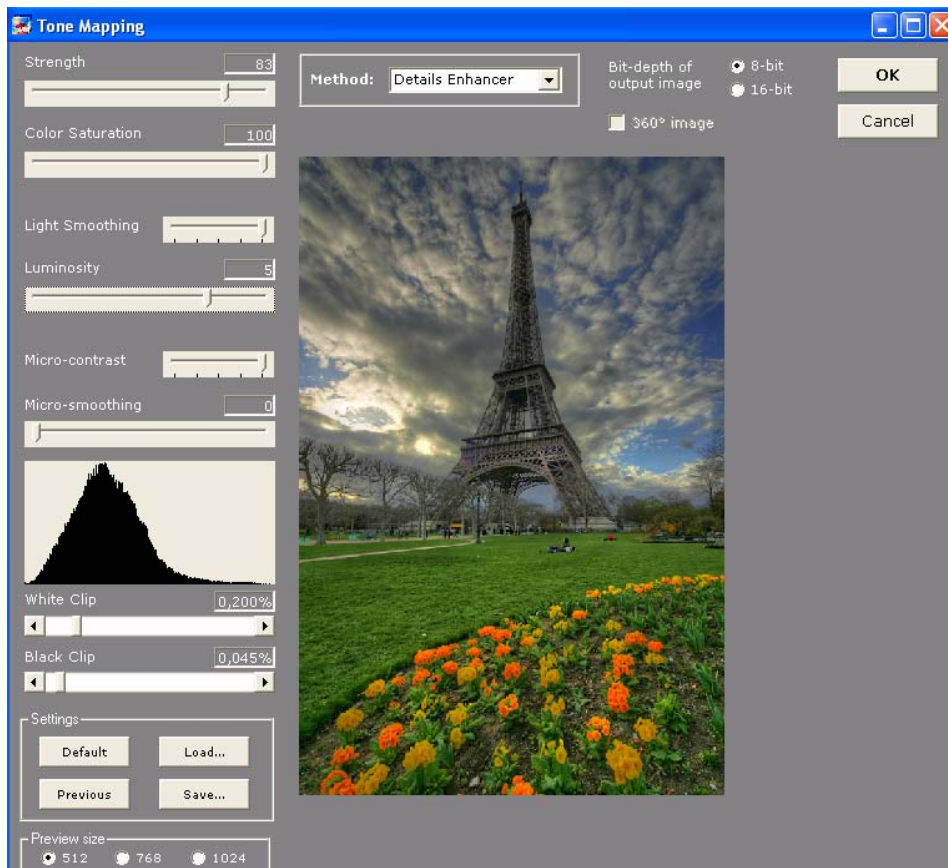 Tone Mapping
Strength 83
Color Saturation 100
Light Smoothing
Luminosity 5
Micro-contrast
Micro-smoothing 0
White Clip 0,200%
Black Clip 0,045%
Settings
Default Load...
Previous Save...
Preview size
512 768 1024
Method: Details Enhancer
Bit-depth of
output image
8-bit
16-bit
360° image
OK
Cancel